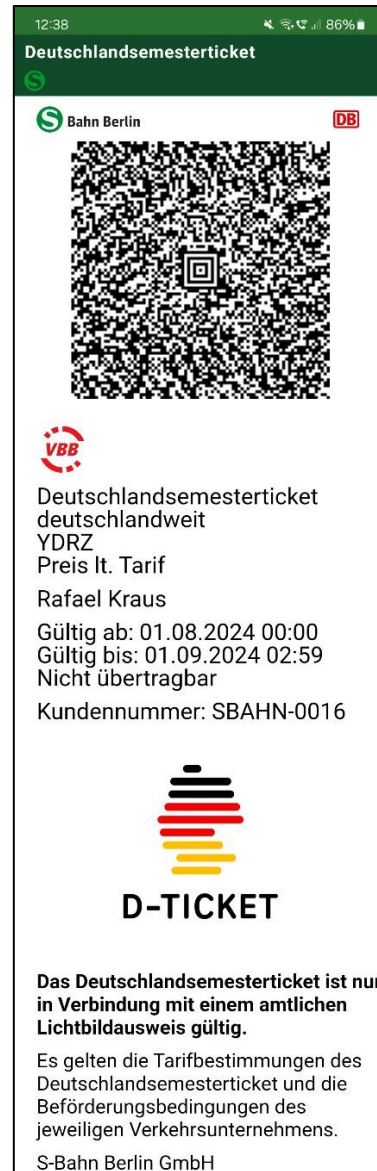 12:38
86%
Deutschlandsemesterticket
S
S Bahn Berlin
DB
VBB
Deutschlandsemesterticket
deutschlandweit
YDRZ
Preis lt. Tarif
Rafael Kraus
Gültig ab: 01.08.2024 00:00
Gültig bis: 01.09.2024 02:59
Nicht übertragbar
Kundennummer: SBAHN-0016
D-TICKET
Das Deutschlandsemesterticket ist nur
in Verbindung mit einem amtlichen
Lichtbildausweis gültig.
Es gelten die Tarifbestimmungen des
Deutschlandsemesterticket und die
Beförderungsbedingungen des
jeweiligen Verkehrsunternehmens.
S-Bahn Berlin GmbH